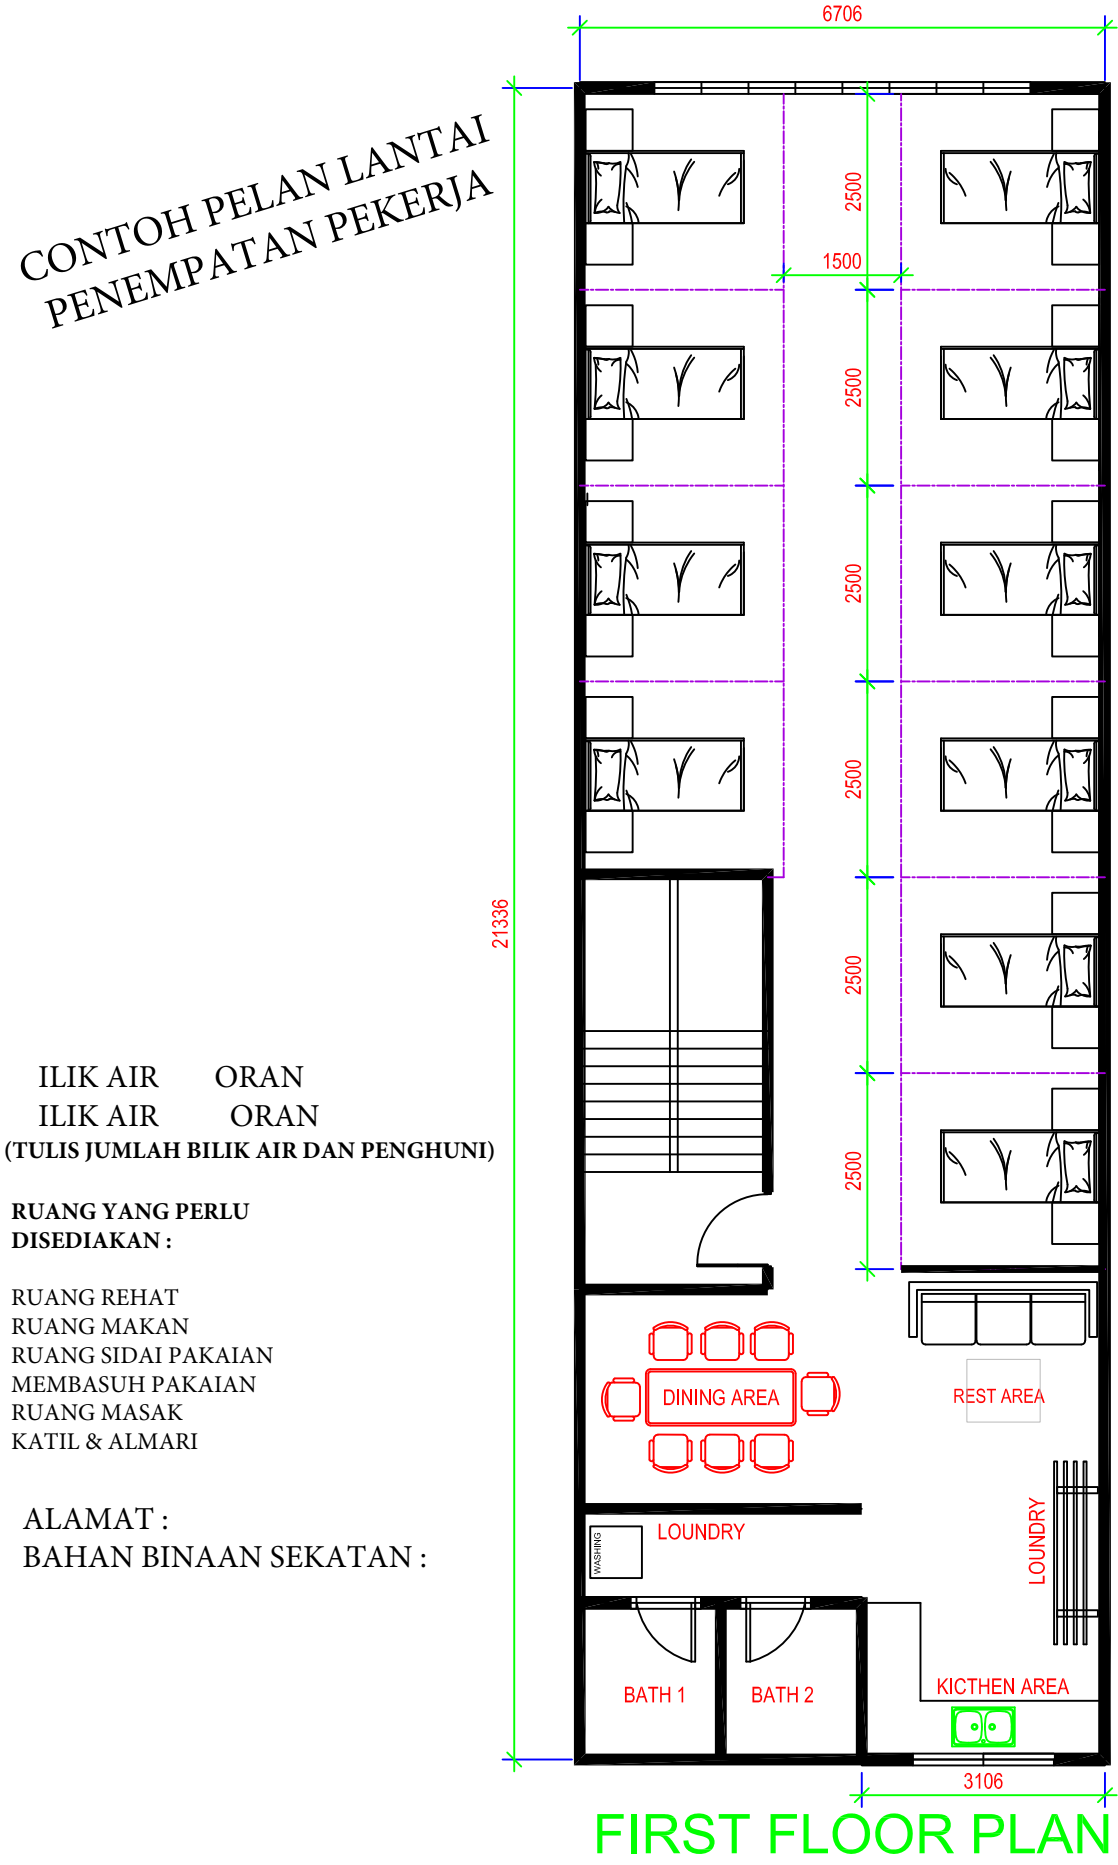 6706
CONTOH PELAN LANTAI
PENEMPATAN PEKERJA
2500
1500
2500
2500
2500
21336
2500
2500
ILIK AIR ORAN
ILIK AIR ORAN
(TULIS JUMLAH BILIK AIR DAN PENGHUNI)
RUANG YANG PERLU
DISEDIAKAN :
RUANG REHAT
RUANG MAKAN
RUANG SIDAI PAKAIAN
MEMBASUH PAKAIAN
RUANG MASAK
KATIL & ALMARI
ALAMAT :
BAHAN BINAAN SEKATAN :
DINING AREA
REST AREA
LOUNDRY
WASHING
LOUNDRY
BATH 1
BATH 2
KICTHEN AREA
3106
FIRST FLOOR PLAN